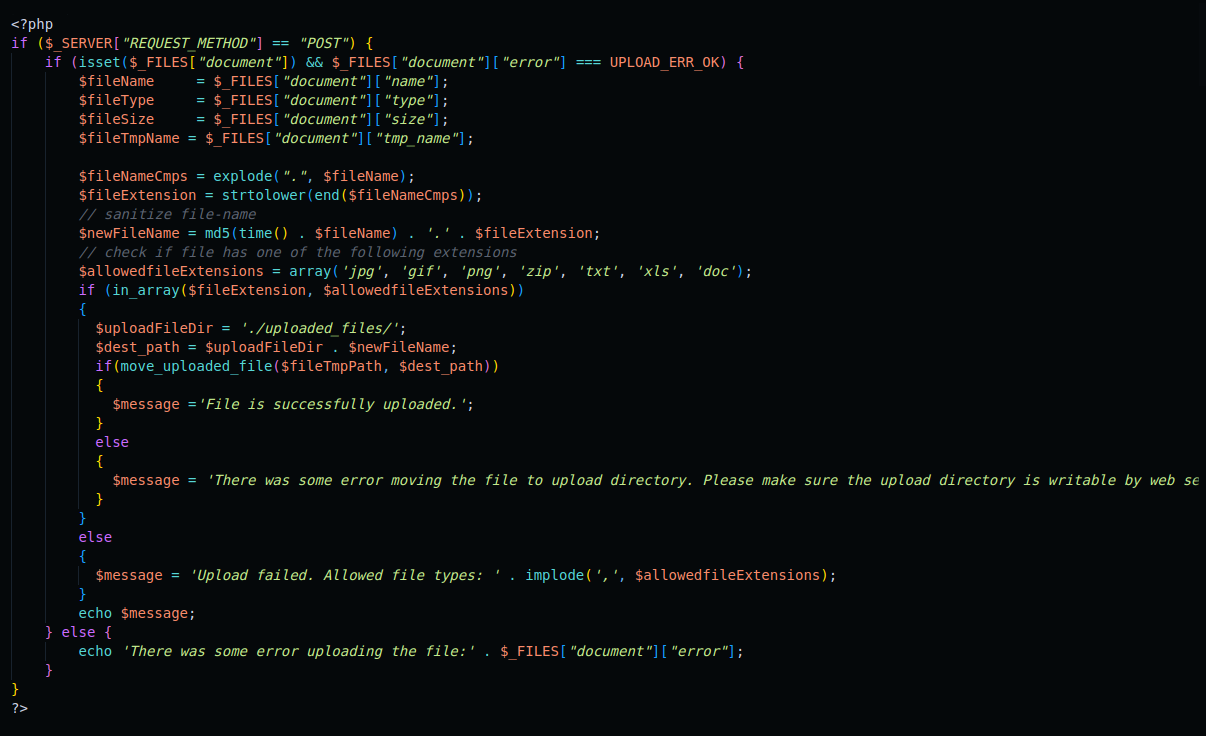 <?php
if ($_SERVER["REQUEST_METHOD"] == "POST") {
    if (isset($_FILES["document"]) && $_FILES["document"]["error"] === UPLOAD_ERR_OK) {
        $fileName     = $_FILES["document"]["name"];
        $fileType     = $_FILES["document"]["type"];
        $fileSize     = $_FILES["document"]["size"];
        $fileTmpName = $_FILES["document"]["tmp_name"];

        $fileNameCmps = explode(".", $fileName);
        $fileExtension = strtolower(end($fileNameCmps));
        // sanitize file-name
        $newFileName = md5(time() . $fileName) . '.' . $fileExtension;
        // check if file has one of the following extensions
        $allowedfileExtensions = array('jpg', 'gif', 'png', 'zip', 'txt', 'xls', 'doc');
        if (in_array($fileExtension, $allowedfileExtensions))
        {
          $uploadFileDir = './uploaded_files/';
          $dest_path = $uploadFileDir . $newFileName;
          if(move_uploaded_file($fileTmpPath, $dest_path))
          {
            $message ='File is successfully uploaded.';
          }
          else
          {
            $message = 'There was some error moving the file to upload directory. Please make sure the upload directory is writable by web se
          }
        }
        else
        {
          $message = 'Upload failed. Allowed file types: ' . implode(',', $allowedfileExtensions);
        }
        echo $message;
    } else {
        echo 'There was some error uploading the file:' . $_FILES["document"]["error"];
    }
}
?>